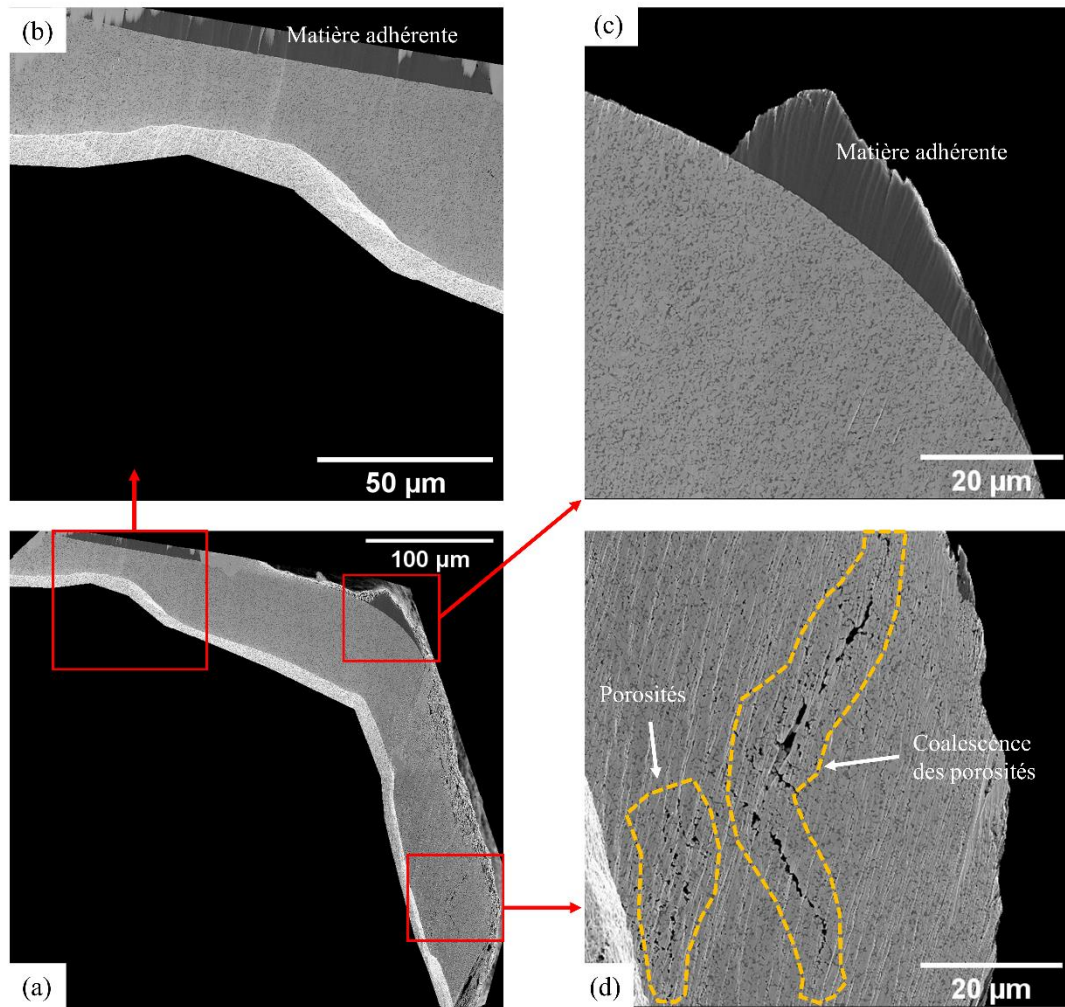 (b)
Matière adhérente
50 µm
(c)
Matière adhérente
20 µm
100 µm
(a)
Porosités
Coalescence
des porosités
(d)
20 µm